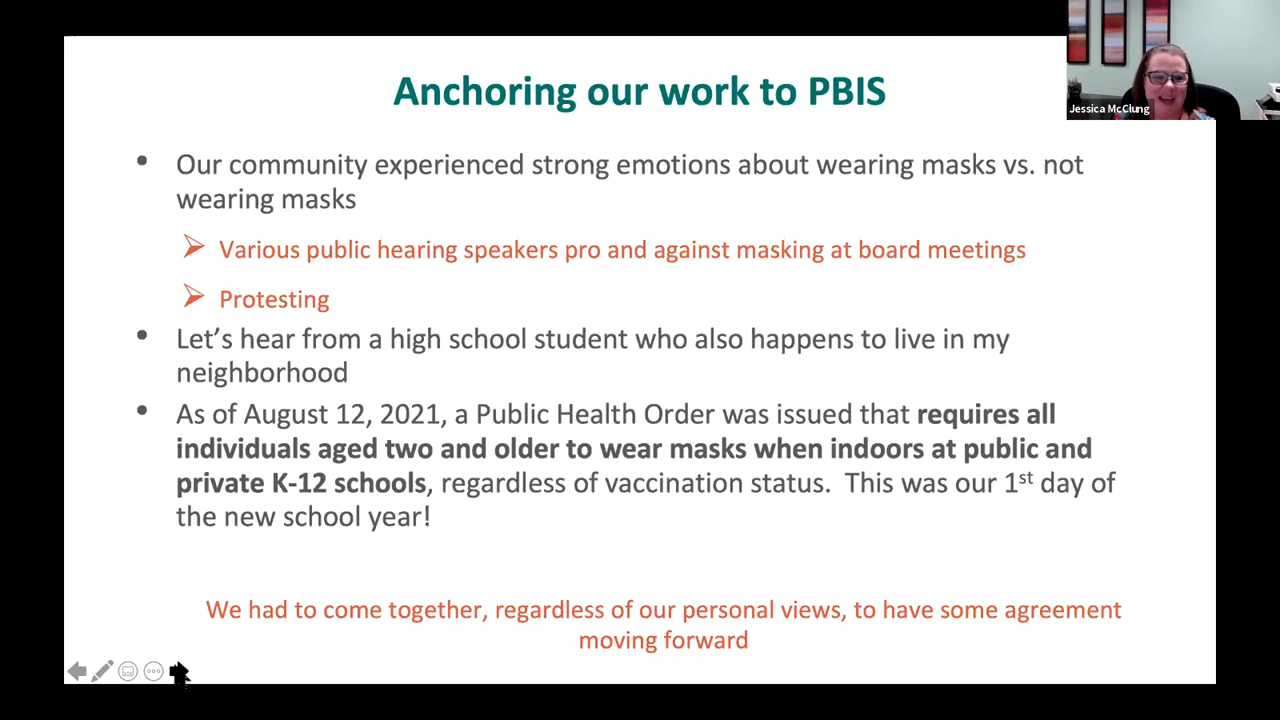 Anchoring our work to PBIS
Jessica McClung
• Our community experienced strong emotions about wearing masks vs. not
wearing masks
➢ Various public hearing speakers pro and against masking at board meetings
➢ Protesting
• Let’s hear from a high school student who also happens to live in my
neighborhood
• As of August 12, 2021, a Public Health Order was issued that requires all
individuals aged two and older to wear masks when indoors at public and
private K-12 schools, regardless of vaccination status.  This was our 1st day of
the new school year!
We had to come together, regardless of our personal views, to have some agreement
moving forward